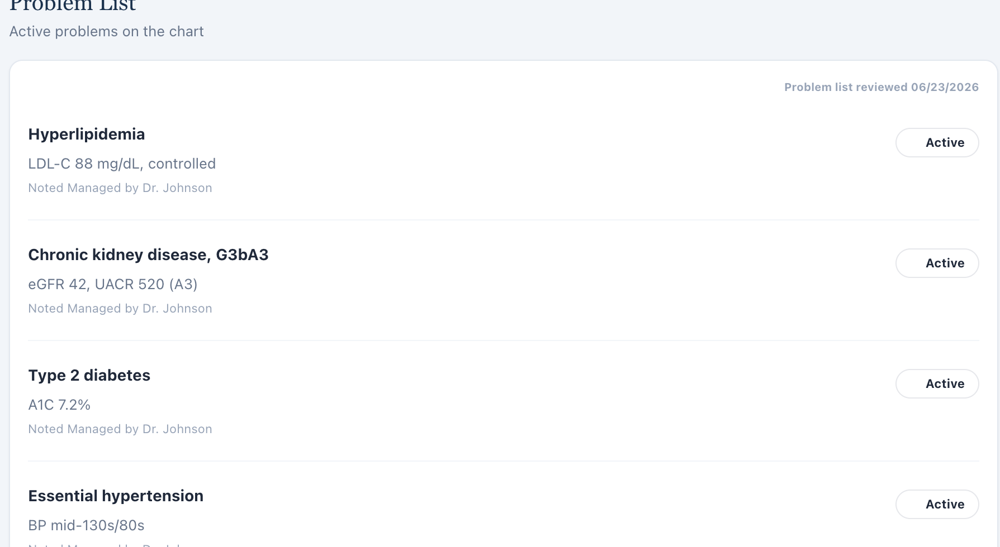 Problem List
Active problems on the chart
Problem list reviewed 06/23/2026
Hyperlipidemia
Active
LDL-C 88 mg/dL, controlled
Noted Managed by Dr. Johnson
Chronic kidney disease, G3bA3
Active
eGFR 42, UACR 520 (A3)
Noted Managed by Dr. Johnson
Type 2 diabetes
Active
A1C 7.2%
Noted Managed by Dr. Johnson
Essential hypertension
Active
BP mid-130s/80s